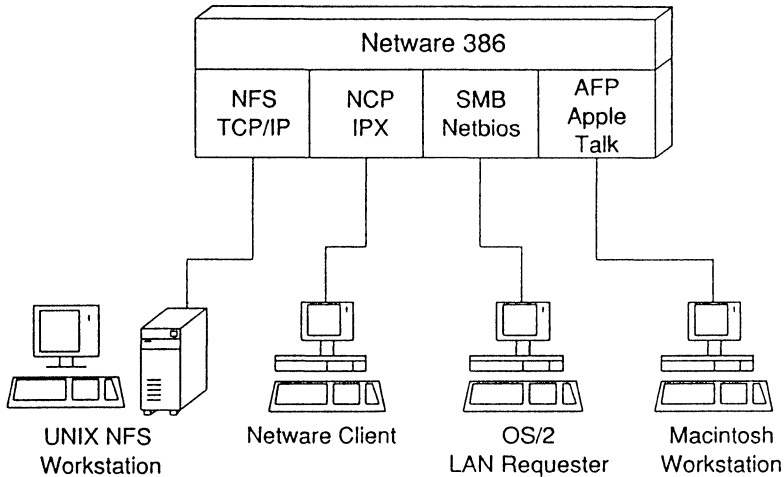 Netware 386
NFS
TCP/IP
NCP
IPX
SMB
Netbios
AFP
Apple
Talk
UNIX NFS
Workstation
Netware Client
OS/2
LAN Requester
Macintosh
Workstation